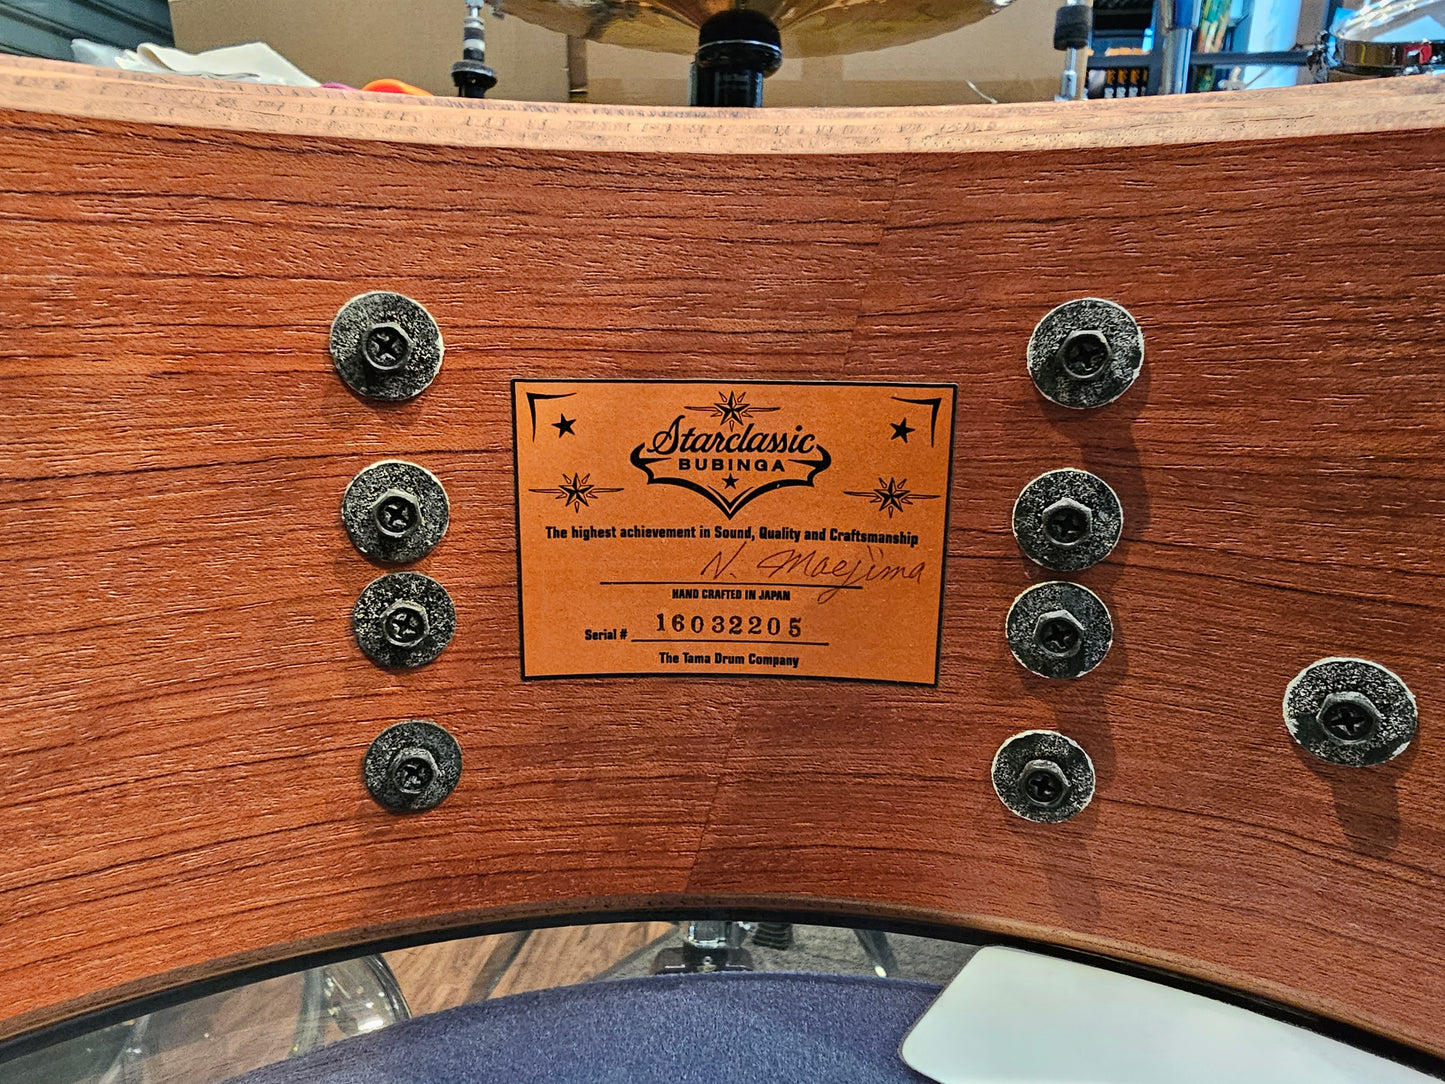 Starclassic
BUBINGA
The highest achievement in Sound, Quality and Craftsmanship
N. Maejima
HAND CRAFTED IN JAPAN
Serial # 16032205
The Tama Drum Company